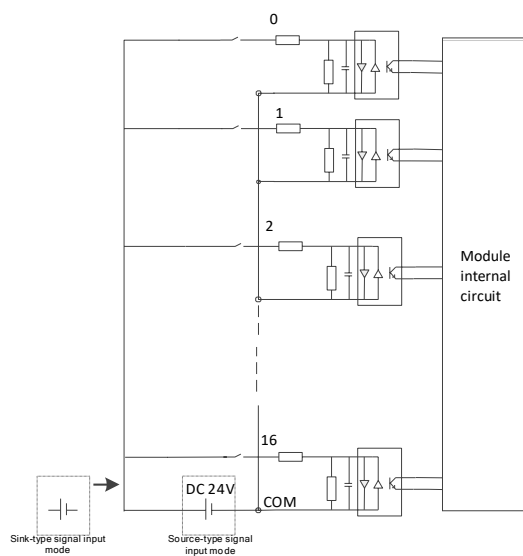 0
1
2
Module
internal
circuit
16
DC 24V
COM
Sink-type signal input
mode
Source-type signal
input mode